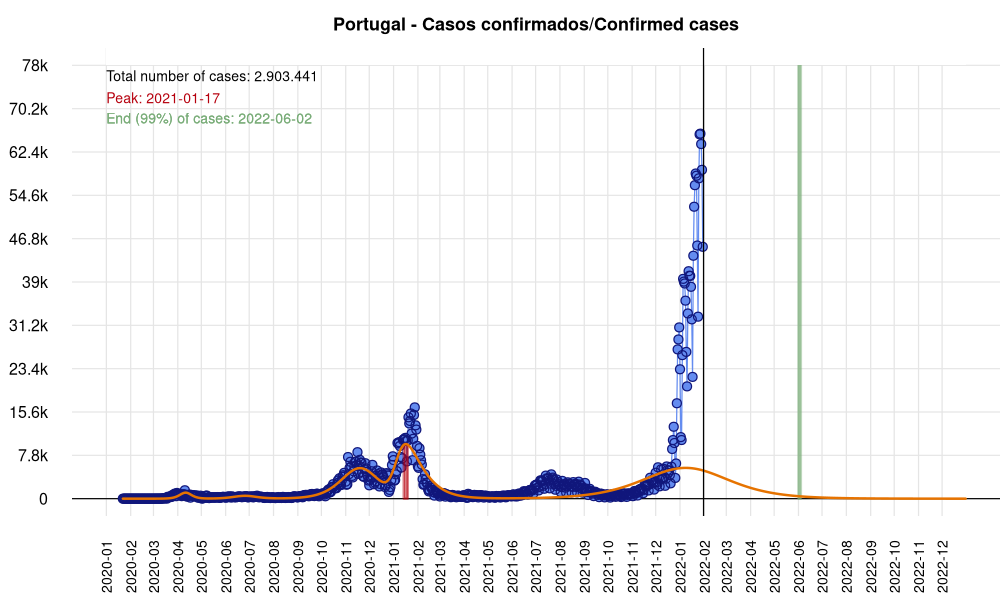 Portugal - Casos confirmados/Confirmed cases
Total number of cases: 2.903.441
Peak: 2021-01-17
End (99%) of cases: 2022-06-02
78k
70.2k
62.4k
54.6k
46.8k
39k
31.2k
23.4k
15.6k
7.8k
0
2020-01
2020-02
2020-03
2020-04
2020-05
2020-06
2020-07
2020-08
2020-09
2020-10
2020-11
2020-12
2021-01
2021-02
2021-03
2021-04
2021-05
2021-06
2021-07
2021-08
2021-09
2021-10
2021-11
2021-12
2022-01
2022-02
2022-03
2022-04
2022-05
2022-06
2022-07
2022-08
2022-09
2022-10
2022-11
2022-12